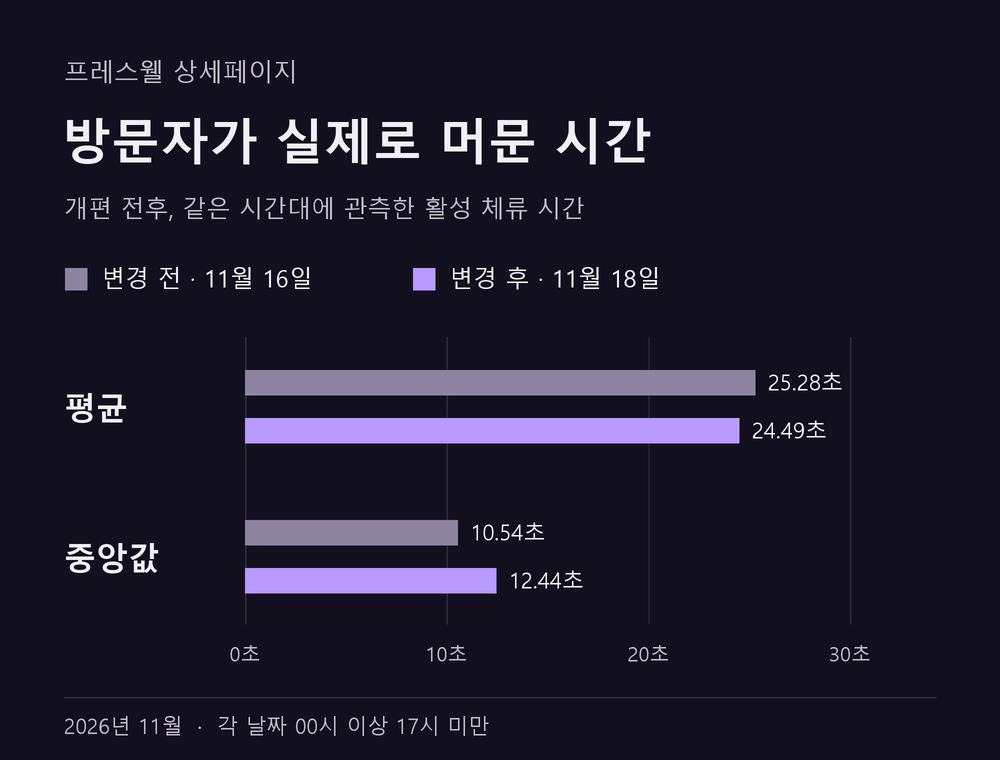 프레스웰 상세페이지
방문자가 실제로 머문 시간
개편 전후, 같은 시간대에 관측한 활성 체류 시간
변경 전 · 11월 16일
변경 후 · 11월 18일
평균
25.28초
24.49초
중앙값
10.54초
12.44초
0초
10초
20초
30초
2026년 11월 · 각 날짜 00시 이상 17시 미만